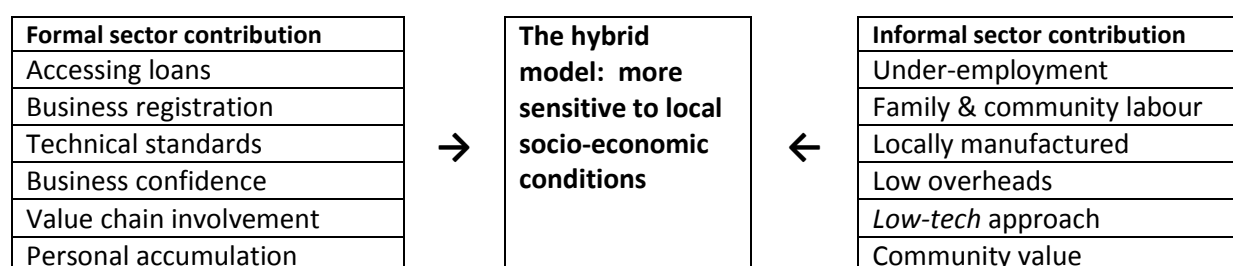 Formal sector contribution
Accessing loans
Business registration
Technical standards
Business confidence
Value chain involvement
Personal accumulation
→
The hybrid
model: more
sensitive to local
socio-economic
conditions
←
Informal sector contribution
Under-employment
Family & community labour
Locally manufactured
Low overheads
Low-tech approach
Community value